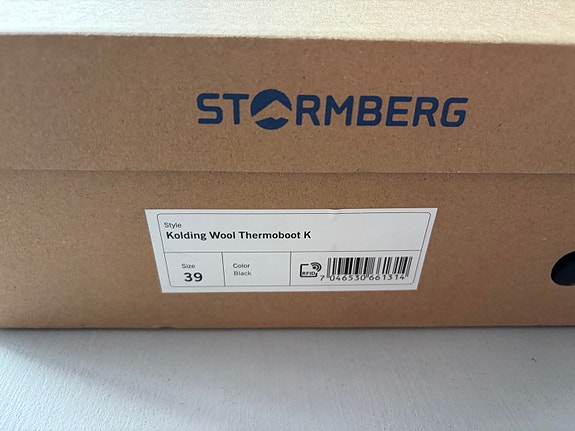 STORMBERG
Style
Kolding Wool Thermoboot K
Size
39
Color
Black
RFID
7 046530 661314